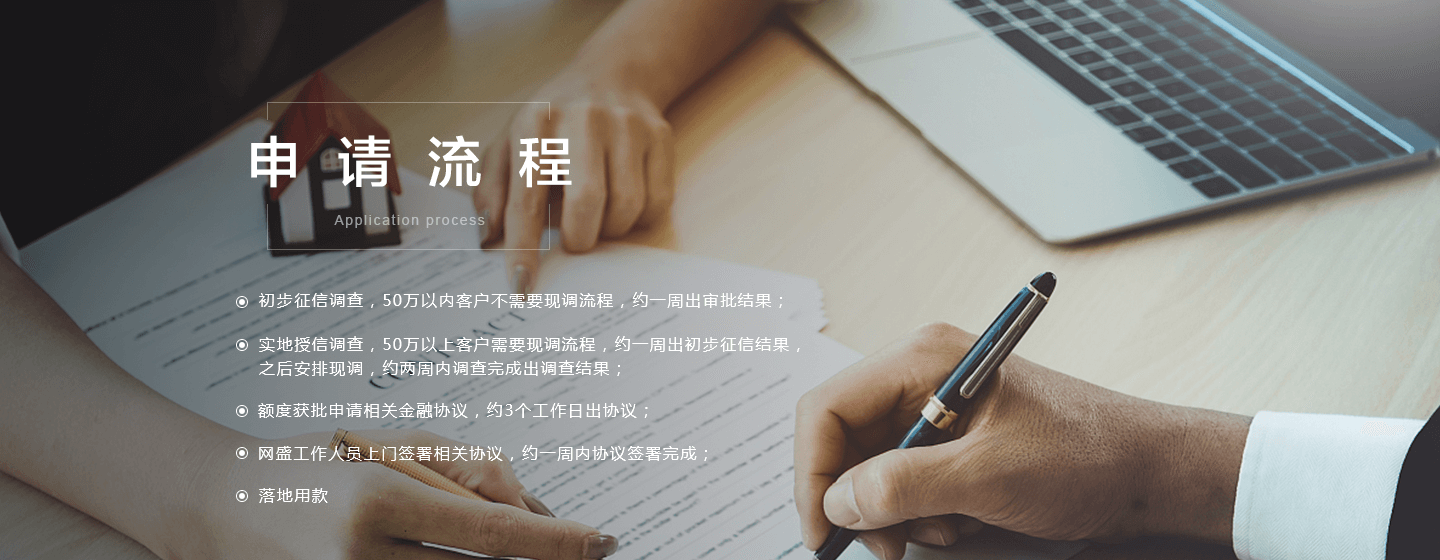 申请流程
Application process
初步征信调查，50万以内客户不需要现调流程，约一周出审批结果；
实地授信调查，50万以上客户需要现调流程，约一周出初步征信结果，
之后安排现调，约两周内调查完成出调查结果；
CONTRACT
额度获批申请相关金融协议，约3个工作日出协议；
网盛工作人员上门签署相关协议，约一周内协议签署完成；
落地用款